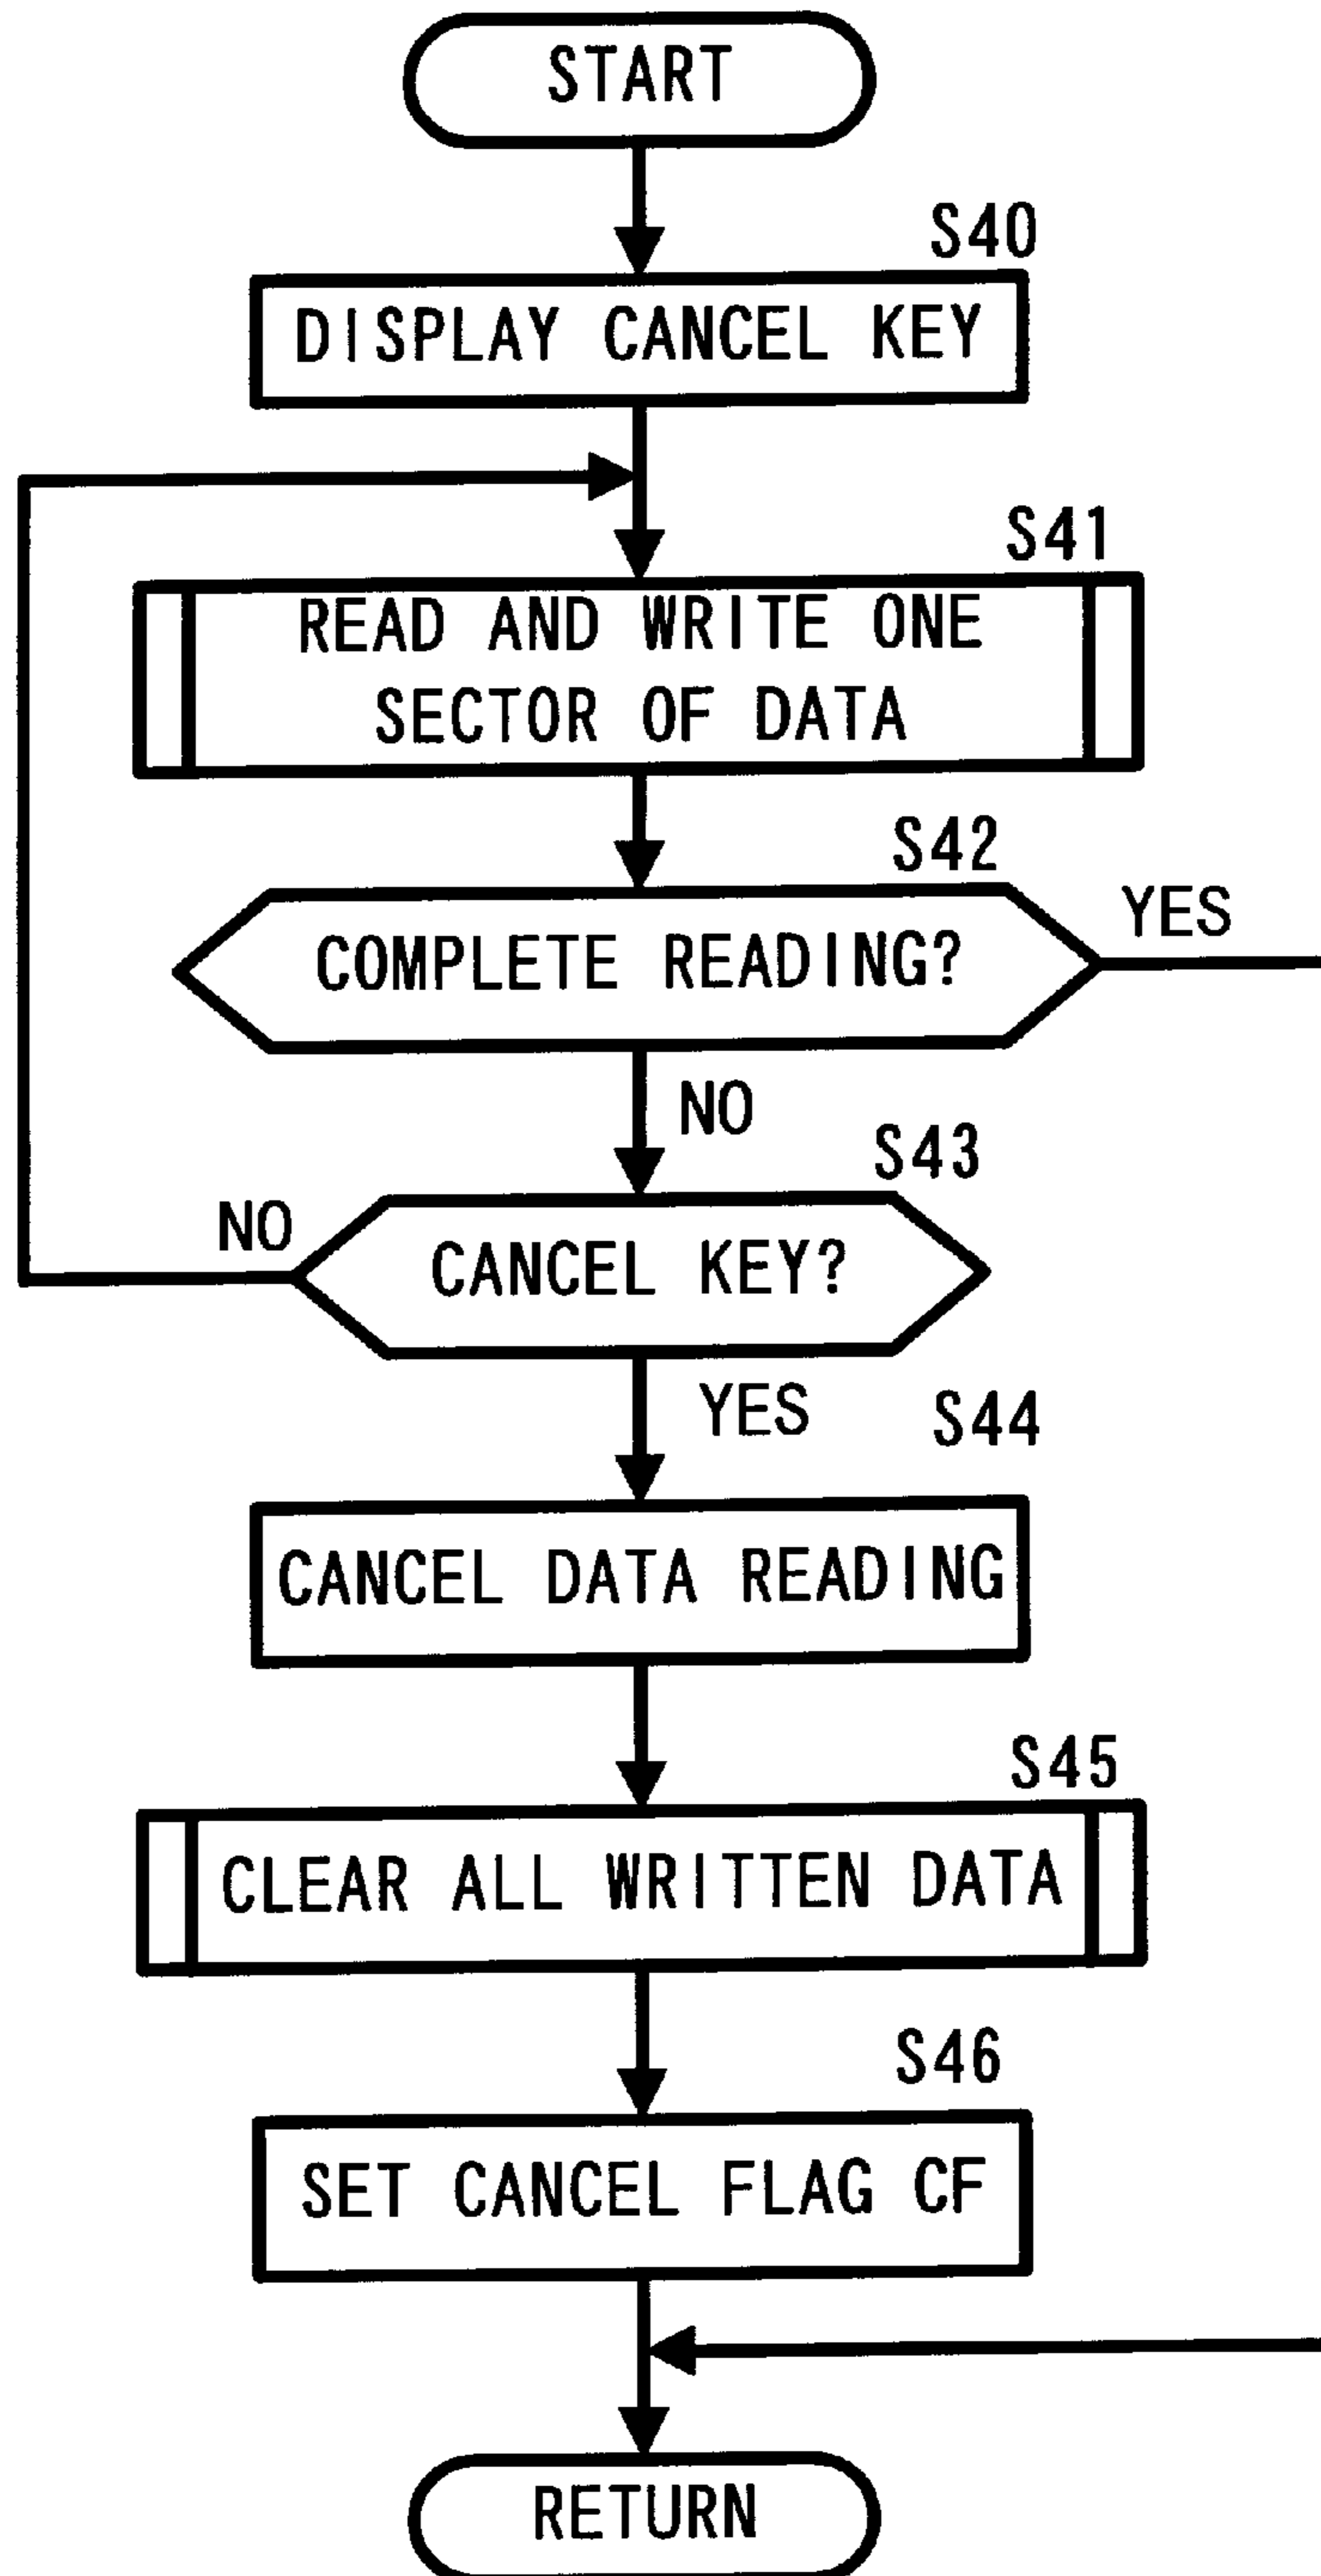 START
S40
DISPLAY CANCEL KEY
S41
READ AND WRITE ONE
SECTOR OF DATA
S42
YES
COMPLETE READING?
NO
S43
NO
CANCEL KEY?
YES
S44
CANCEL DATA READING
S45
CLEAR ALL WRITTEN DATA
S46
SET CANCEL FLAG CF
RETURN